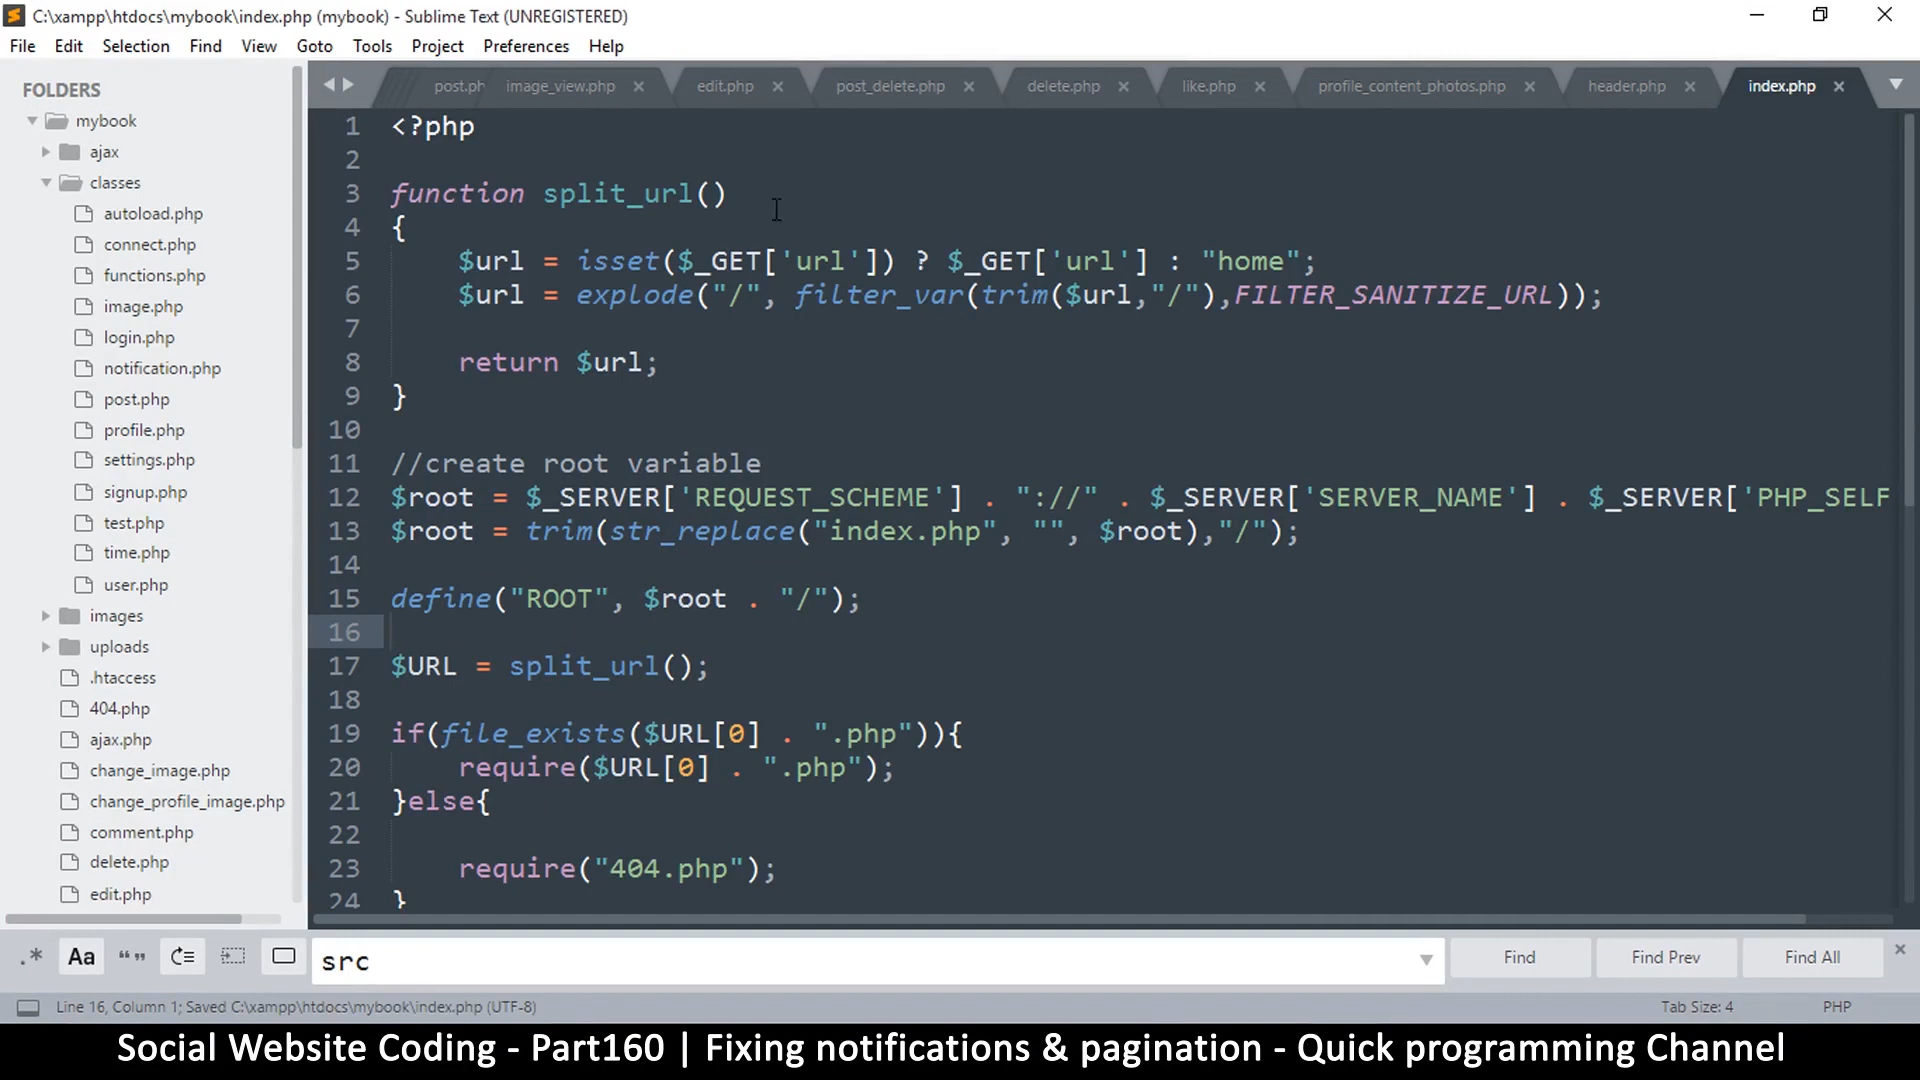 C:\xampp\htdocs\mybook\index.php (mybook) - Sublime Text (UNREGISTERED)
File Edit Selection Find View Goto Tools Project Preferences Help
FOLDERS
mybook
ajax
classes
autoload.php
connect.php
functions.php
image.php
login.php
notification.php
post.php
profile.php
settings.php
signup.php
test.php
time.php
user.php
images
uploads
.htaccess
404.php
ajax.php
change_image.php
change_profile_image.php
comment.php
delete.php
edit.php
post.ph image_view.php edit.php post_delete.php delete.php like.php profile_content_photos.php header.php index.php
1 <?php
2
3 function split_url()
4 {
5 $url = isset($_GET['url']) ? $_GET['url'] : "home";
6 $url = explode("/", filter_var(trim($url,"/"),FILTER_SANITIZE_URL));
7
8 return $url;
9 }
10
11 //create root variable
12 $root = $_SERVER['REQUEST_SCHEME'] . "://" . $_SERVER['SERVER_NAME'] . $_SERVER['PHP_SELF
13 $root = trim(str_replace("index.php", "", $root),"/");
14
15 define("ROOT", $root . "/");
16
17 $URL = split_url();
18
19 if(file_exists($URL[0] . ".php")){
20 require($URL[0] . ".php");
21 }else{
22
23 require("404.php");
24 }
.* Aa “ ” src Find Find Prev Find All
Line 16, Column 1; Saved C:\xampp\htdocs\mybook\index.php (UTF-8) Tab Size: 4 PHP
Social Website Coding - Part160 | Fixing notifications & pagination - Quick programming Channel